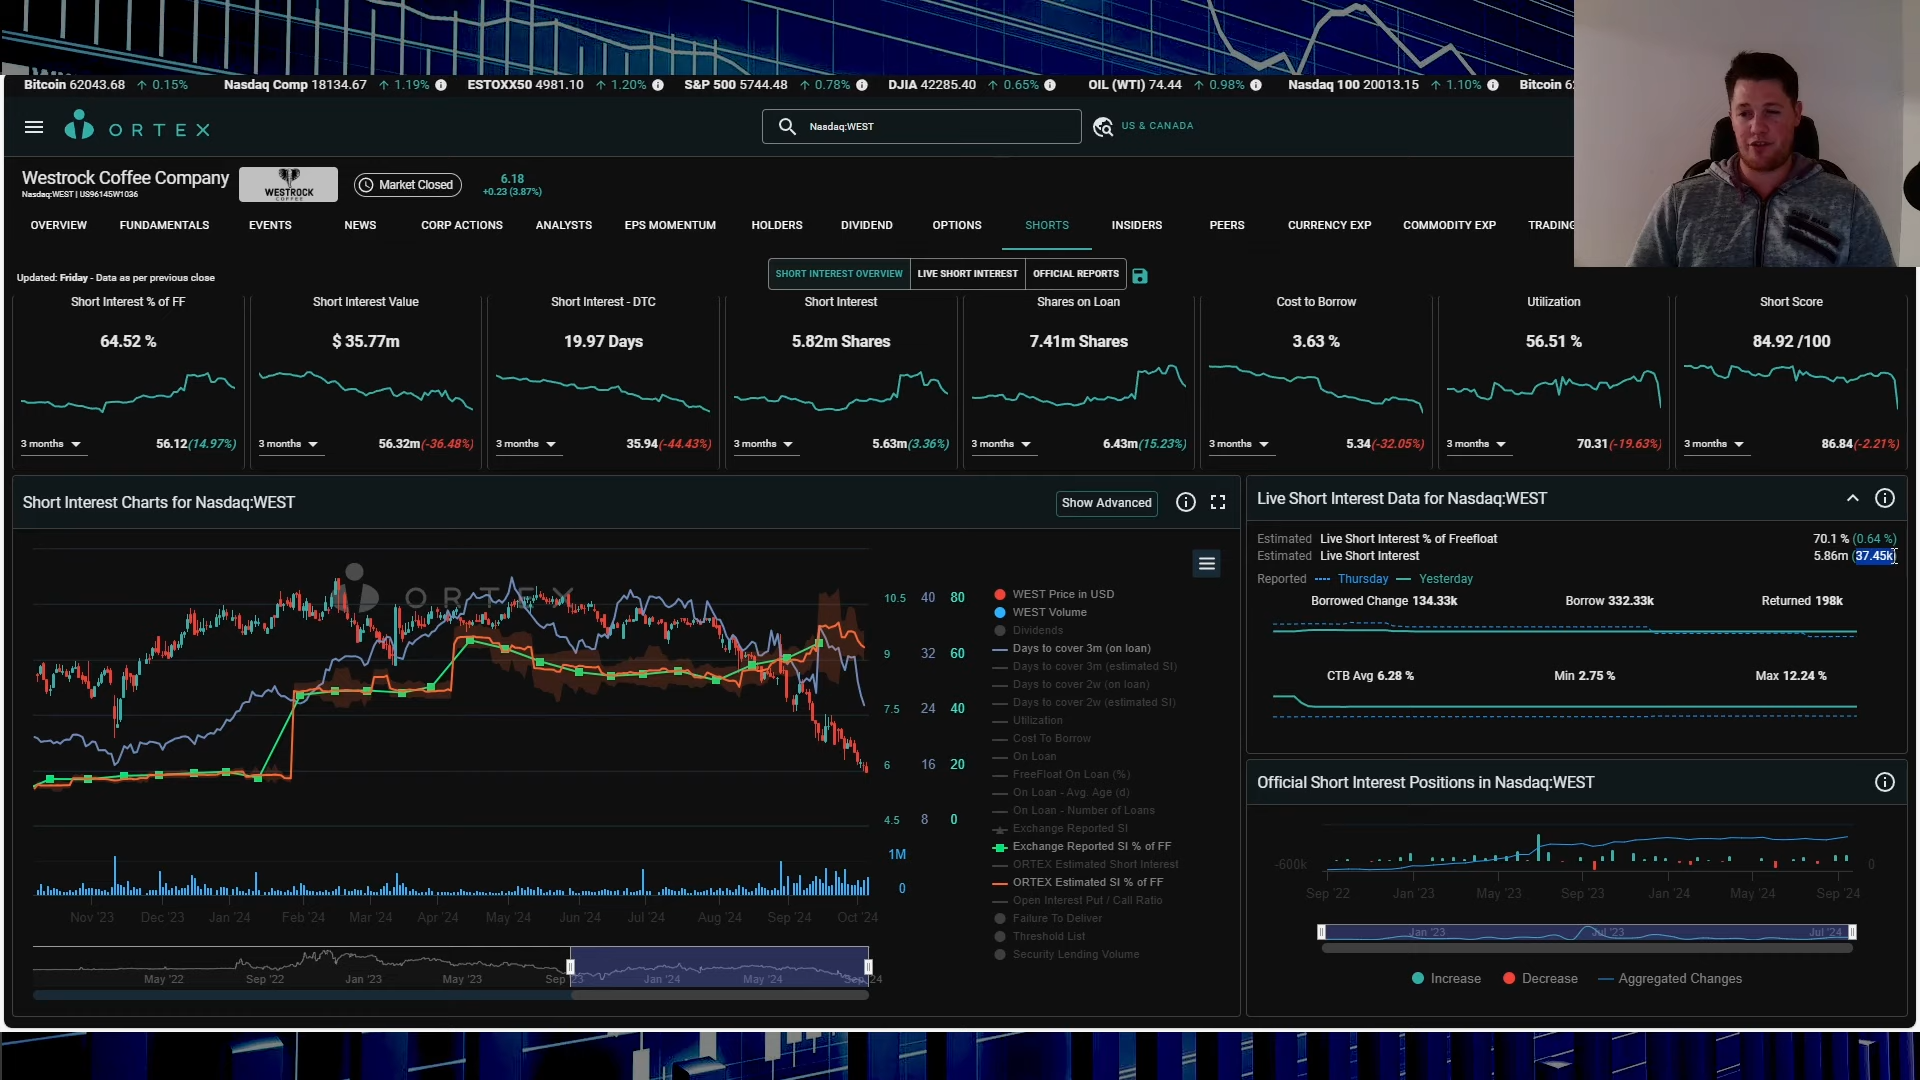 Bitcoin 62043.68 ↑ 0.15% Nasdaq Comp 18134.67 ↑ 1.19% ESTOXX50 4981.10 ↑ 1.20% S&P 500 5744.48 ↑ 0.78% DJIA 42285.40 ↑ 0.65% OIL (WTI) 74.44 ↑ 0.98% Nasdaq 100 20013.15 ↑ 1.10% Bitcoin
ORTEX Nasdaq:WEST US & CANADA
Westrock Coffee Company WESTROCK COFFEE Market Closed 6.18
Nasdaq:WEST | US96145W1036 +0.23 (3.87%)
OVERVIEW FUNDAMENTALS EVENTS NEWS CORP ACTIONS ANALYSTS EPS MOMENTUM HOLDERS DIVIDEND OPTIONS SHORTS INSIDERS PEERS CURRENCY EXP COMMODITY EXP TRADING
Updated: Friday - Data as per previous close SHORT INTEREST OVERVIEW LIVE SHORT INTEREST OFFICIAL REPORTS
Short Interest % of FF Short Interest Value Short Interest - DTC Short Interest Shares on Loan Cost to Borrow Utilization Short Score
64.52 % $ 35.77m 19.97 Days 5.82m Shares 7.41m Shares 3.63 % 56.51 % 84.92 /100
3 months 56.12(14.97%) 3 months 56.32m(-36.48%) 3 months 35.94(-44.43%) 3 months 5.63m(3.36%) 3 months 6.43m(15.23%) 3 months 5.34(-32.05%) 3 months 70.31(-19.63%) 3 months 86.84(-2.21%)
Short Interest Charts for Nasdaq:WEST Show Advanced
ORTEX
10.5 40 80
9 32 60
7.5 24 40
6 16 20
4.5 8 0
1M
0
Nov '23 Dec '23 Jan '24 Feb '24 Mar '24 Apr '24 May '24 Jun '24 Jul '24 Aug '24 Sep '24 Oct '24
May '22 Sep '22 Jan '23 May '23 Sep '23 Jan '24 May '24 Sep '24
WEST Price in USD
WEST Volume
Dividends
Days to cover 3m (on loan)
Days to cover 3m (estimated SI)
Days to cover 2w (on loan)
Days to cover 2w (estimated SI)
Utilization
Cost To Borrow
On Loan
FreeFloat On Loan (%)
On Loan - Avg. Age (d)
On Loan - Number of Loans
Exchange Reported SI
Exchange Reported SI % of FF
ORTEX Estimated Short Interest
ORTEX Estimated SI % of FF
Open Interest Put / Call Ratio
Failure To Deliver
Threshold List
Security Lending Volume
Live Short Interest Data for Nasdaq:WEST
Estimated Live Short Interest % of Freefloat 70.1 % (0.64 %)
Estimated Live Short Interest 5.86m (37.45k)
Reported Thursday Yesterday
Borrowed Change 134.33k Borrow 332.33k Returned 198k
CTB Avg 6.28 % Min 2.75 % Max 12.24 %
Official Short Interest Positions in Nasdaq:WEST
-600k 0
Sep '22 Jan '23 May '23 Sep '23 Jan '24 May '24 Sep '24
Jan '23 Jul '23 Jul '24
Increase Decrease Aggregated Changes